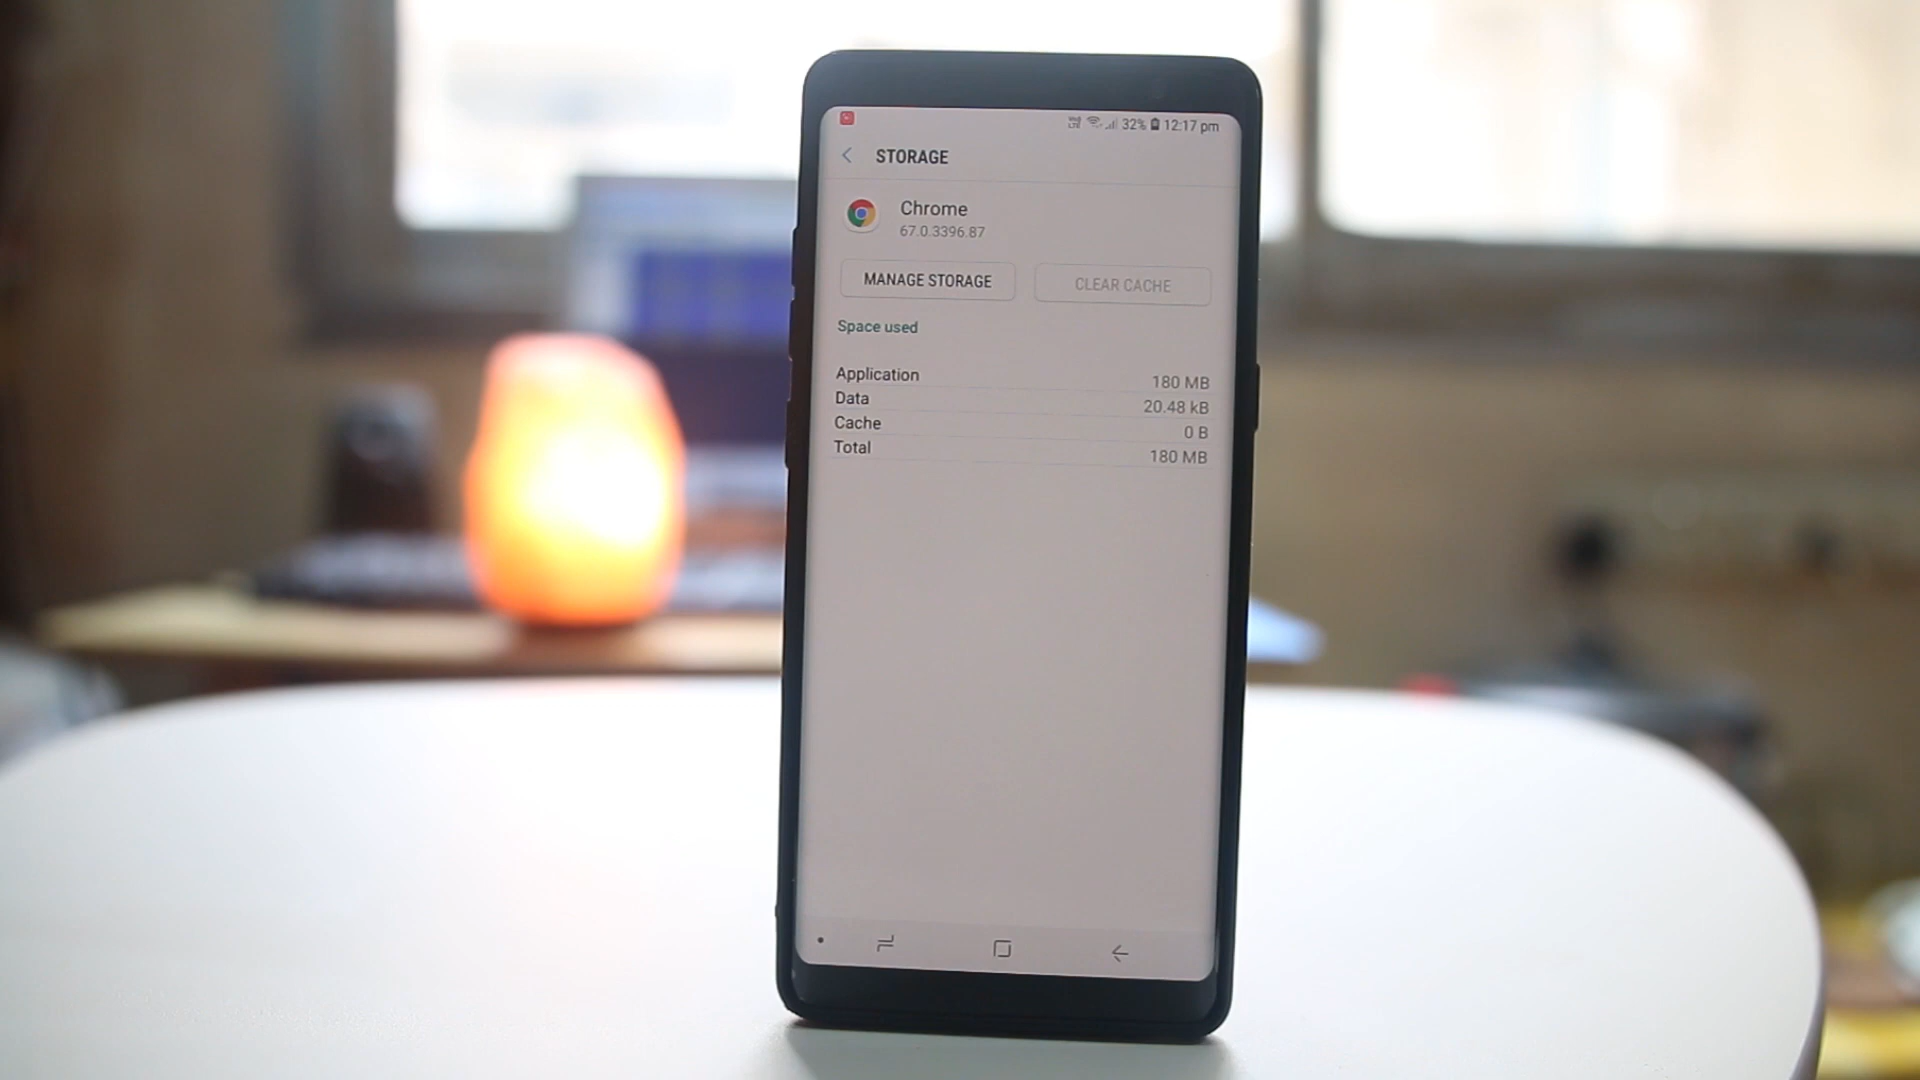 32% 12:17 pm
STORAGE
Chrome
67.0.3396.87
MANAGE STORAGE CLEAR CACHE
Space used
Application 180 MB
Data 20.48 kB
Cache 0 B
Total 180 MB